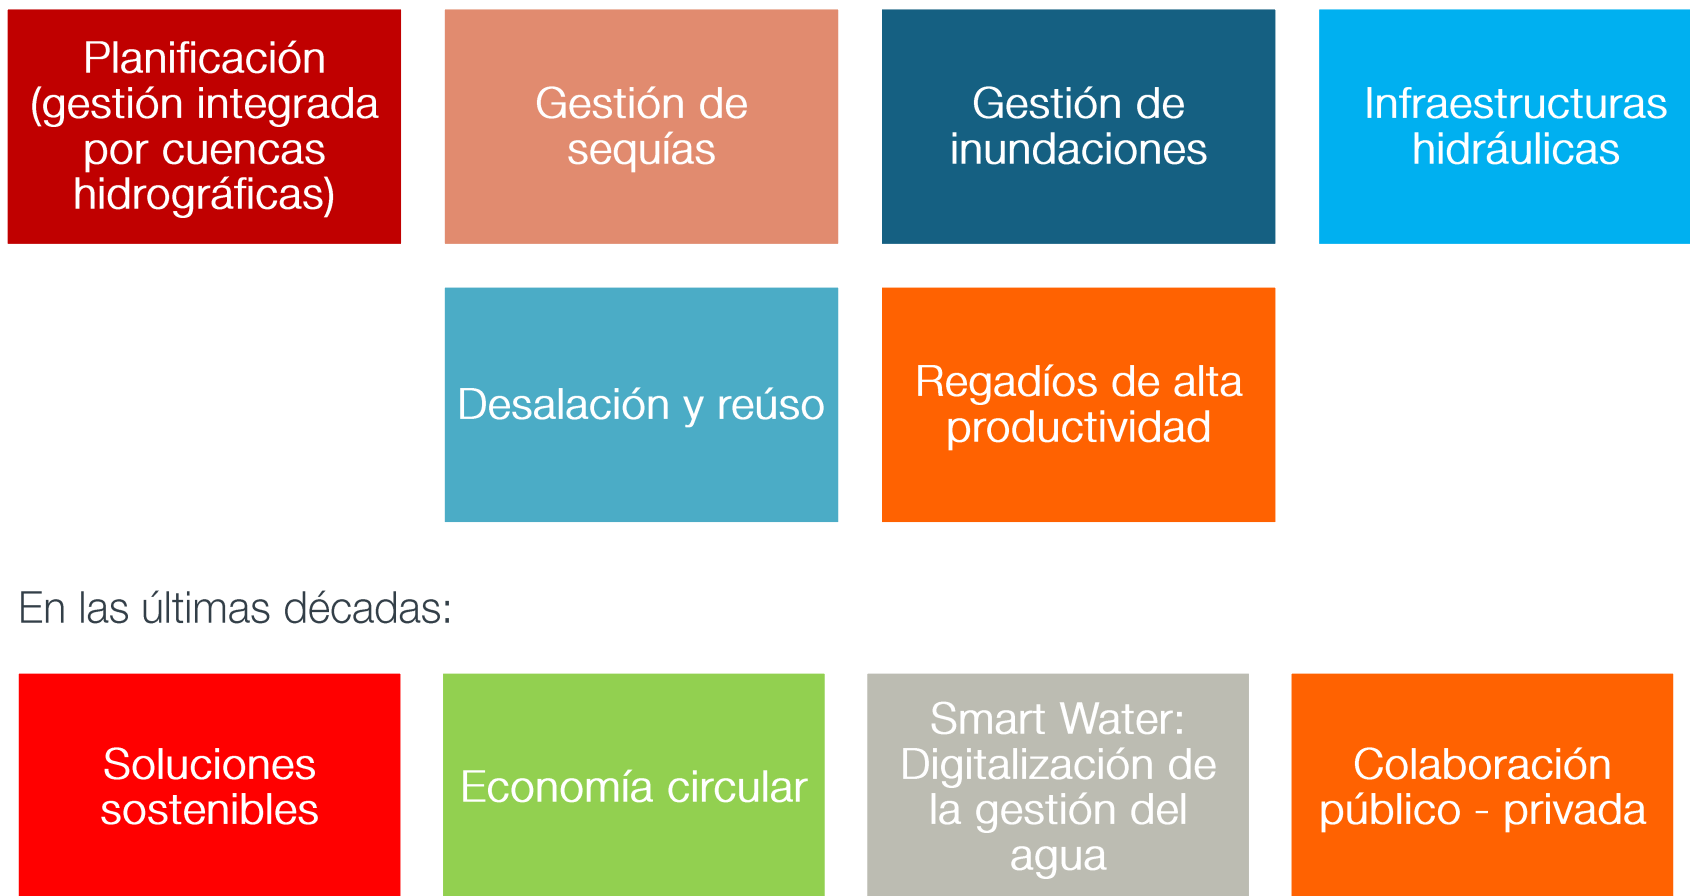 Planificación
(gestión integrada
por cuencas
hidrográficas)
Gestión de
sequías
Gestión de
inundaciones
Infraestructuras
hidráulicas
Desalación y reúso
Regadíos de alta
productividad
En las últimas décadas:
Soluciones
sostenibles
Economía circular
Smart Water:
Digitalización de
la gestión del
agua
Colaboración
público - privada